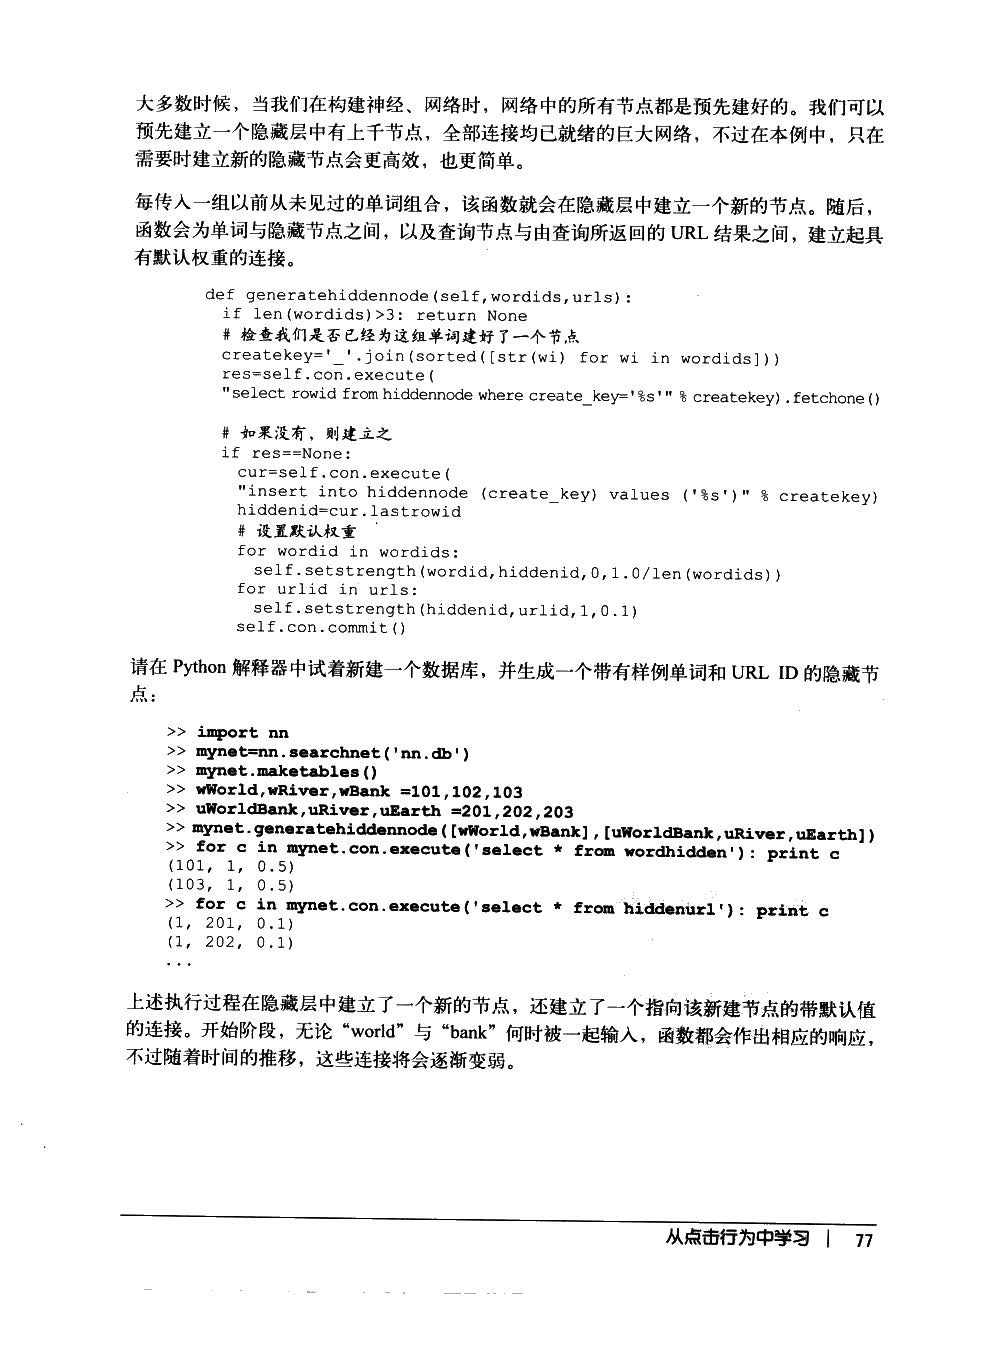 大多数时候，当我们在构建神经、网络时，网络中的所有节点都是预先建好的。我们可以
预先建立一个隐藏层中有上千节点，全部连接均已就绪的巨大网络，不过在本例中，只在
需要时建立新的隐藏节点会更高效，也更简单。
每传入一组以前从未见过的单词组合，该函数就会在隐藏层中建立一个新的节点。随后，
函数会为单词与隐藏节点之间，以及查询节点与由查询所返回的 URL 结果之间，建立起具
有默认权重的连接。
def generatehiddennode(self,wordids,urls):
if len(wordids)>3: return None
# 检查我们是否已经为这组单词建好了一个节点
createkey='_'.join(sorted([str(wi) for wi in wordids]))
res=self.con.execute(
"select rowid from hiddennode where create_key='%s'" % createkey).fetchone()
# 如果没有，则建立之
if res==None:
cur=self.con.execute(
"insert into hiddennode (create_key) values ('%s')" % createkey)
hiddenid=cur.lastrowid
# 设置默认权重
for wordid in wordids:
self.setstrength(wordid,hiddenid,0,1.0/len(wordids))
for urlid in urls:
self.setstrength(hiddenid,urlid,1,0.1)
self.con.commit()
请在 Python 解释器中试着新建一个数据库，并生成一个带有样例单词和 URL ID 的隐藏节
点：
>> import nn
>> mynet=nn.searchnet('nn.db')
>> mynet.maketables()
>> wWorld,wRiver,wBank =101,102,103
>> uWorldBank,uRiver,uEarth =201,202,203
>> mynet.generatehiddennode([wWorld,wBank],[uWorldBank,uRiver,uEarth])
>> for c in mynet.con.execute('select * from wordhidden'): print c
(101, 1, 0.5)
(103, 1, 0.5)
>> for c in mynet.con.execute('select * from hiddenurl'): print c
(1, 201, 0.1)
(1, 202, 0.1)
...
上述执行过程在隐藏层中建立了一个新的节点，还建立了一个指向该新建节点的带默认值
的连接。开始阶段，无论“world”与“bank”何时被一起输入，函数都会作出相应的响应，
不过随着时间的推移，这些连接将会逐渐变弱。
从点击行为中学习 | 77